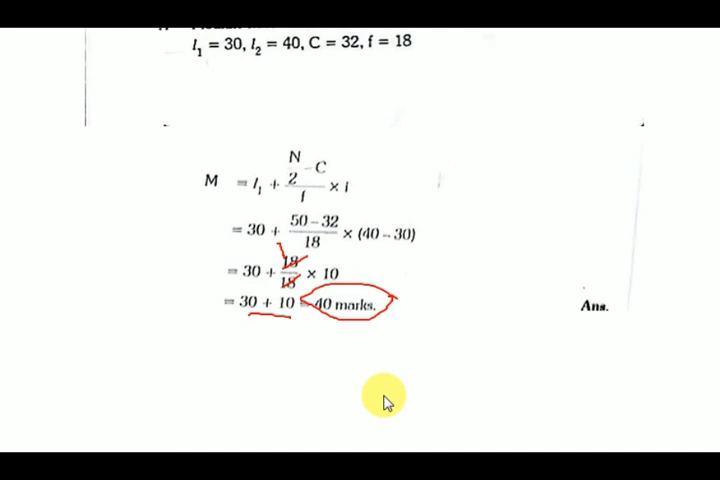 l₁ = 30, l₂ = 40, C = 32, f = 18
M = l₁ + (N/2 – C)/f × i
= 30 + (50 – 32)/18 × (40 – 30)
= 30 + 18/18 × 10
= 30 + 10 = 40 marks. Ans.